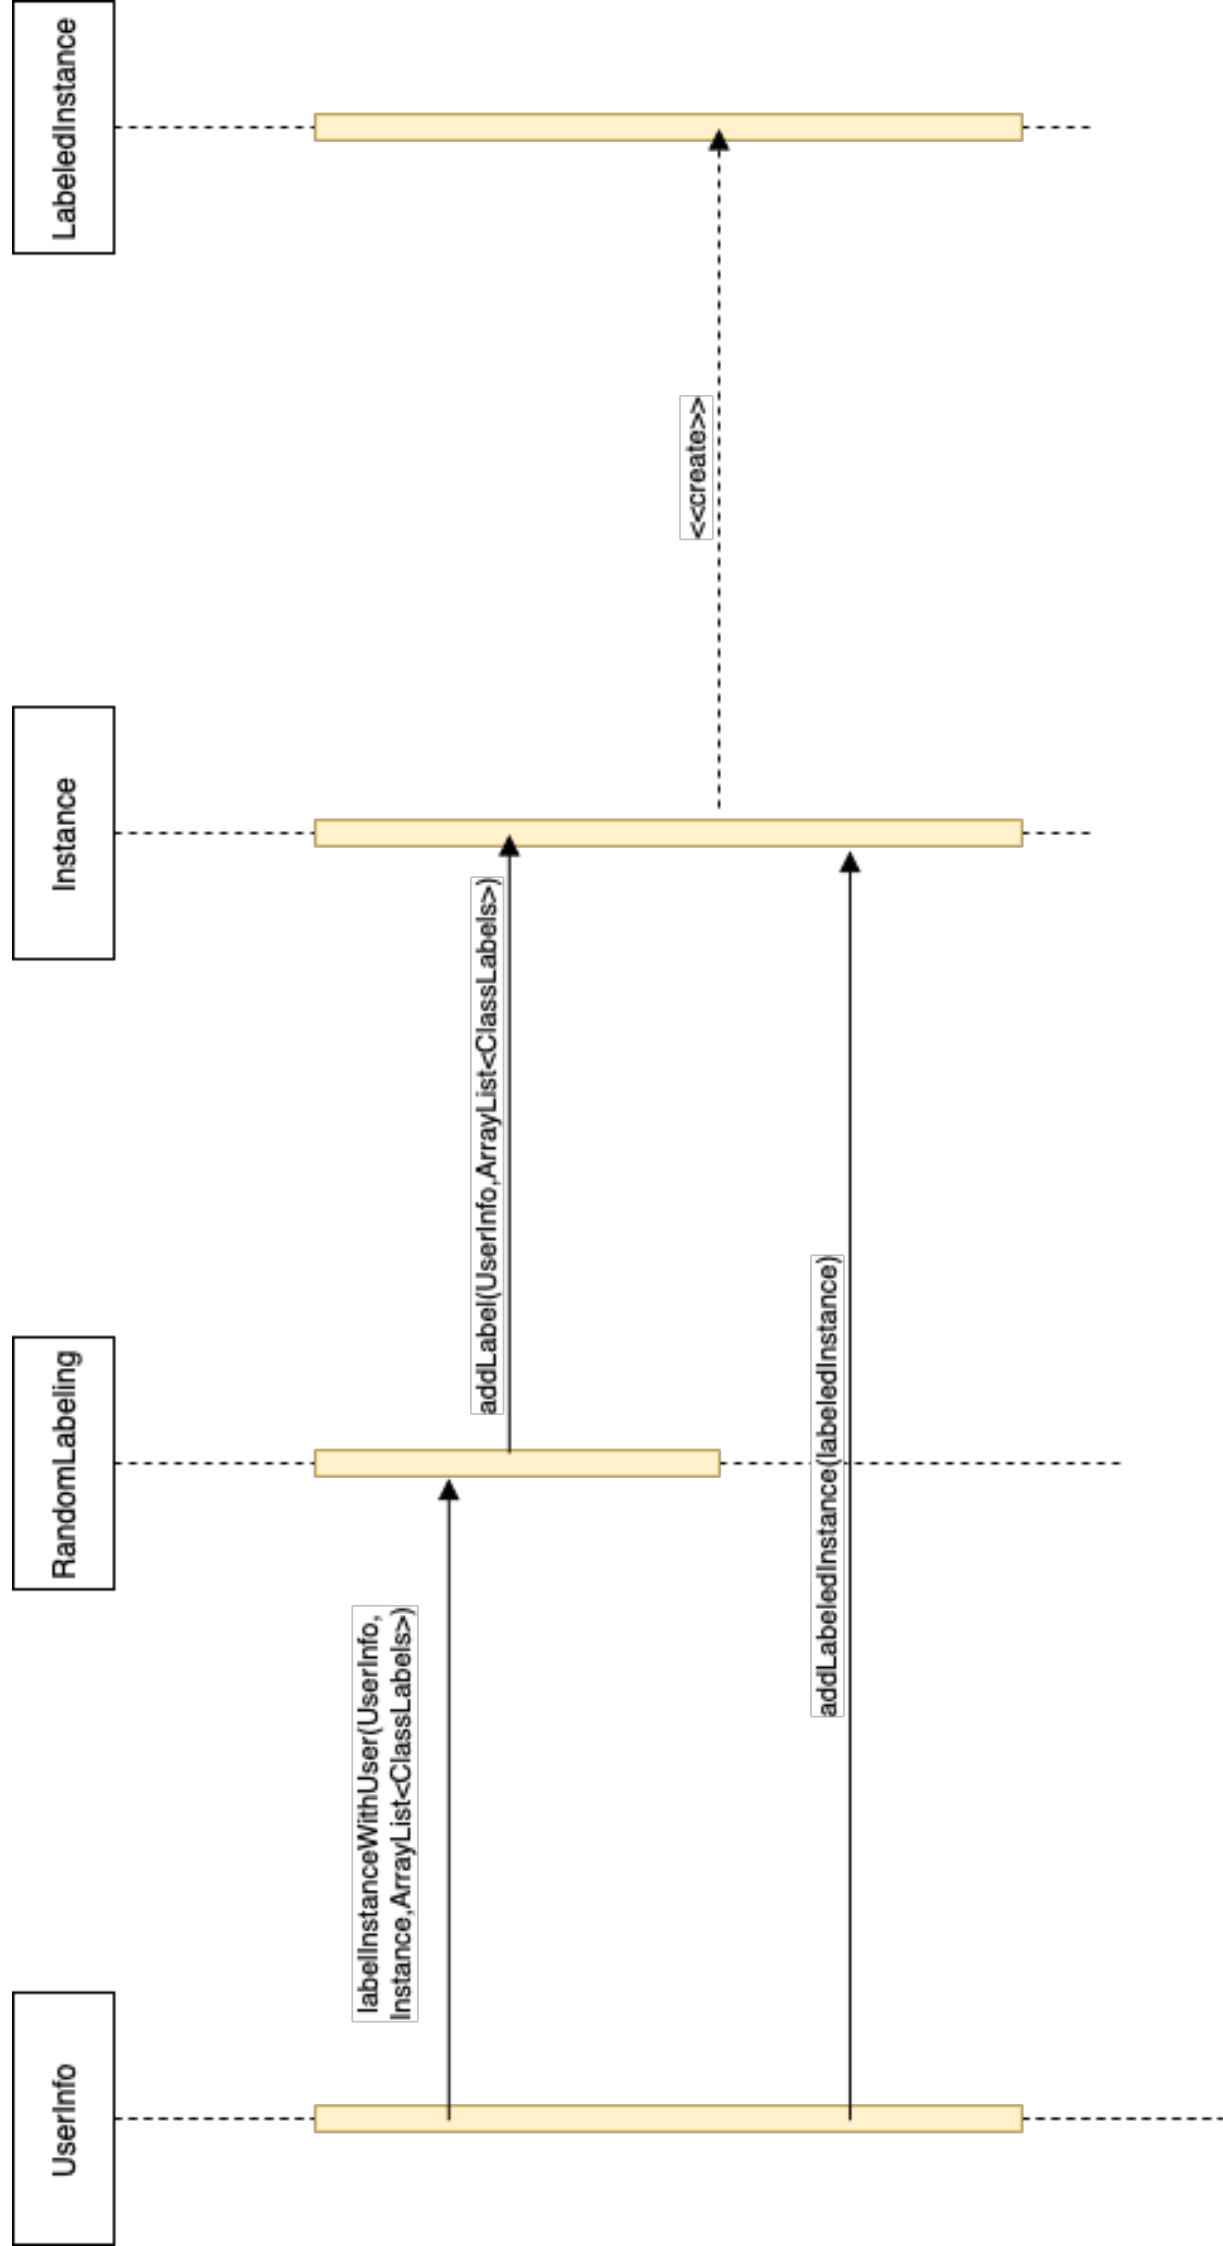 UserInfo
RandomLabeling
Instance
LabeledInstance
labelInstanceWithUser(UserInfo,
Instance,ArrayList<ClassLabels>)
addLabel(UserInfo,ArrayList<ClassLabels>)
<<create>>
addLabeledInstance(labeledInstance)